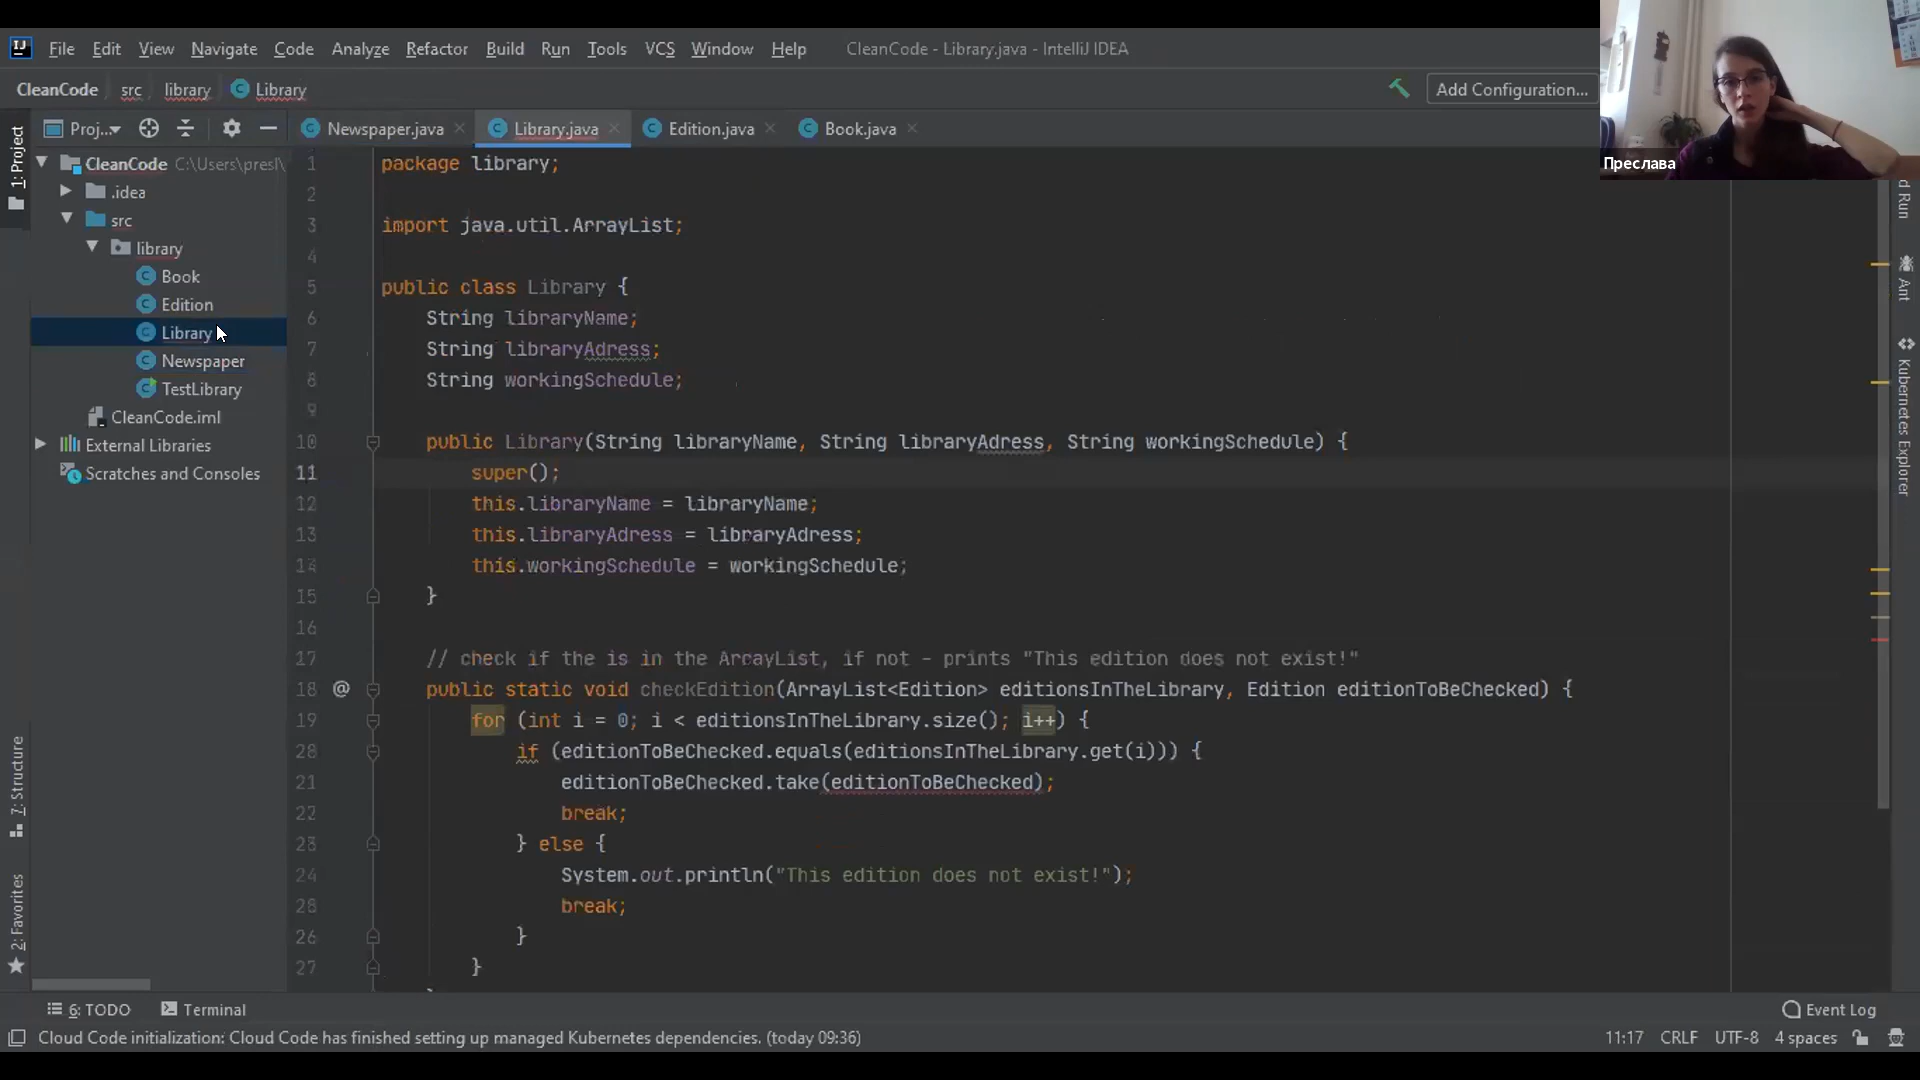 File Edit View Navigate Code Analyze Refactor Build Run Tools VCS Window Help CleanCode - Library.java - IntelliJ IDEA
CleanCode src library Library Add Configuration...
Преслава
Proj... Newspaper.java Library.java Edition.java Book.java
1: Project
CleanCode C:\Users\presl\
.idea
src
library
Book
Edition
Library
Newspaper
TestLibrary
CleanCode.iml
External Libraries
Scratches and Consoles
7: Structure
2: Favorites
1 package library;
2
3 import java.util.ArrayList;
4
5 public class Library {
6 String libraryName;
7 String libraryAdress;
8 String workingSchedule;
9
10 public Library(String libraryName, String libraryAdress, String workingSchedule) {
11 super();
12 this.libraryName = libraryName;
13 this.libraryAdress = libraryAdress;
14 this.workingSchedule = workingSchedule;
15 }
16
17 // check if the is in the ArrayList, if not - prints "This edition does not exist!"
18 @ public static void checkEdition(ArrayList<Edition> editionsInTheLibrary, Edition editionToBeChecked) {
19 for (int i = 0; i < editionsInTheLibrary.size(); i++) {
20 if (editionToBeChecked.equals(editionsInTheLibrary.get(i))) {
21 editionToBeChecked.take(editionToBeChecked);
22 break;
23 } else {
24 System.out.println("This edition does not exist!");
25 break;
26 }
27 }
d Run
Ant
Kubernetes Explorer
6: TODO Terminal Event Log
Cloud Code initialization: Cloud Code has finished setting up managed Kubernetes dependencies. (today 09:36) 11:17 CRLF UTF-8 4 spaces